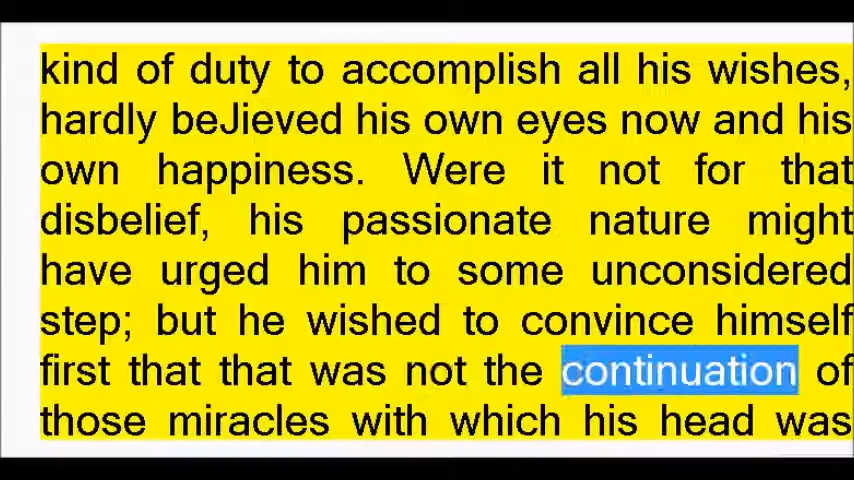 kind of duty to accomplish all his wishes,
hardly beJieved his own eyes now and his
own happiness. Were it not for that
disbelief, his passionate nature might
have urged him to some unconsidered
step; but he wished to convince himself
first that that was not the continuation of
those miracles with which his head was